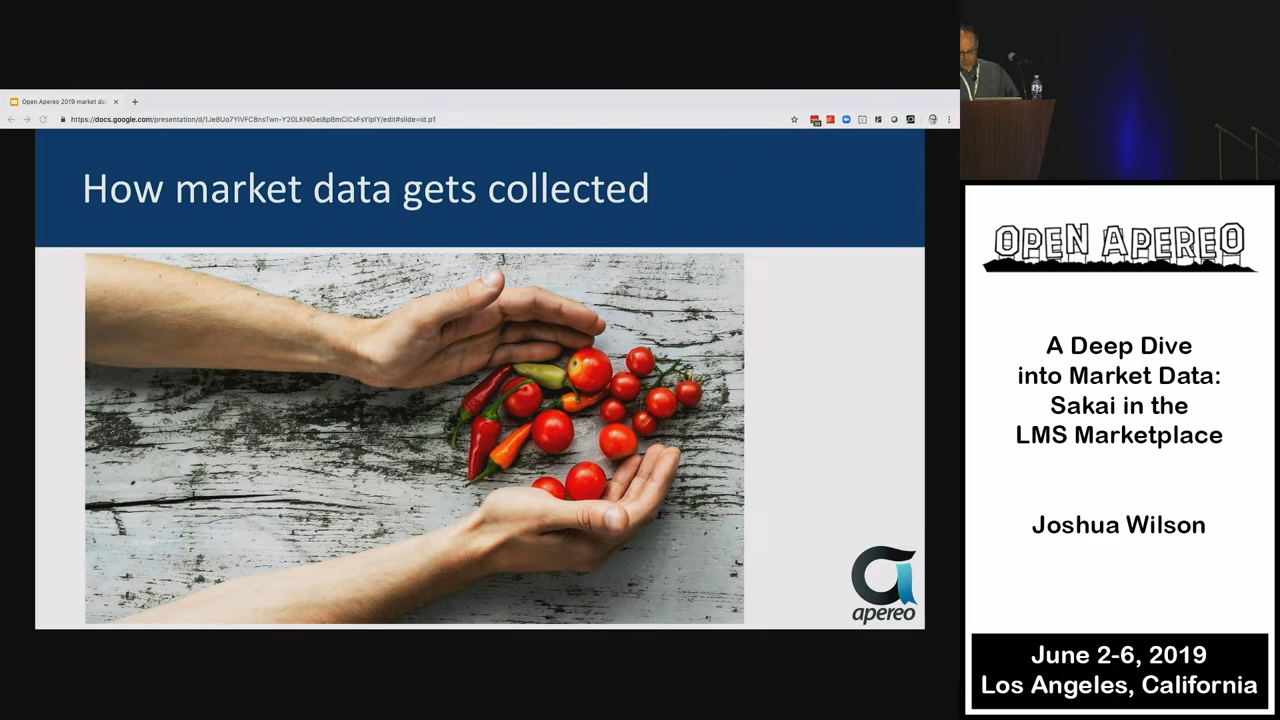 Open Apereo 2019 market da
How market data gets collected
apereo
OPEN APEREO
A Deep Dive
into Market Data:
Sakai in the
LMS Marketplace
Joshua Wilson
June 2-6, 2019
Los Angeles, California